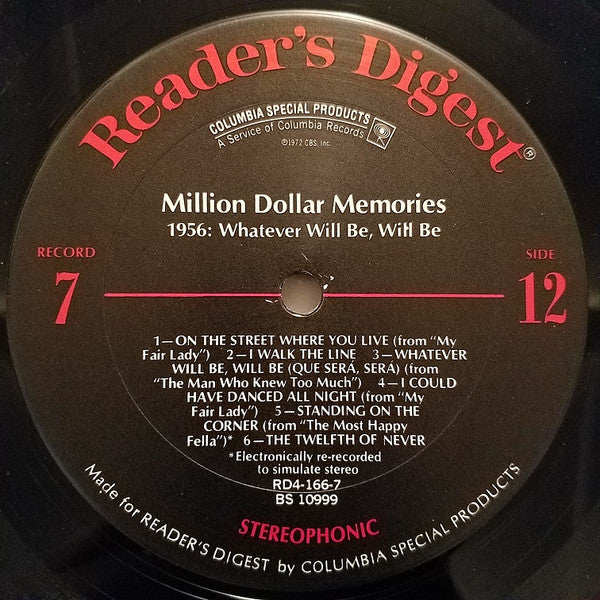 Reader's Digest®
COLUMBIA SPECIAL PRODUCTS
A Service of Columbia Records
©1972 CBS, Inc.
Million Dollar Memories
1956: Whatever Will Be, Will Be
RECORD
7
SIDE
12
1—ON THE STREET WHERE YOU LIVE (from "My
Fair Lady") 2—I WALK THE LINE 3—WHATEVER
WILL BE, WILL BE (QUE SERÁ, SERÁ) (from
"The Man Who Knew Too Much") 4—I COULD
HAVE DANCED ALL NIGHT (from "My
Fair Lady") 5—STANDING ON THE
CORNER (from "The Most Happy
Fella")* 6—THE TWELFTH OF NEVER
*Electronically re-recorded
to simulate stereo
RD4-166-7
BS 10999
STEREOPHONIC
Made for READER'S DIGEST by COLUMBIA SPECIAL PRODUCTS